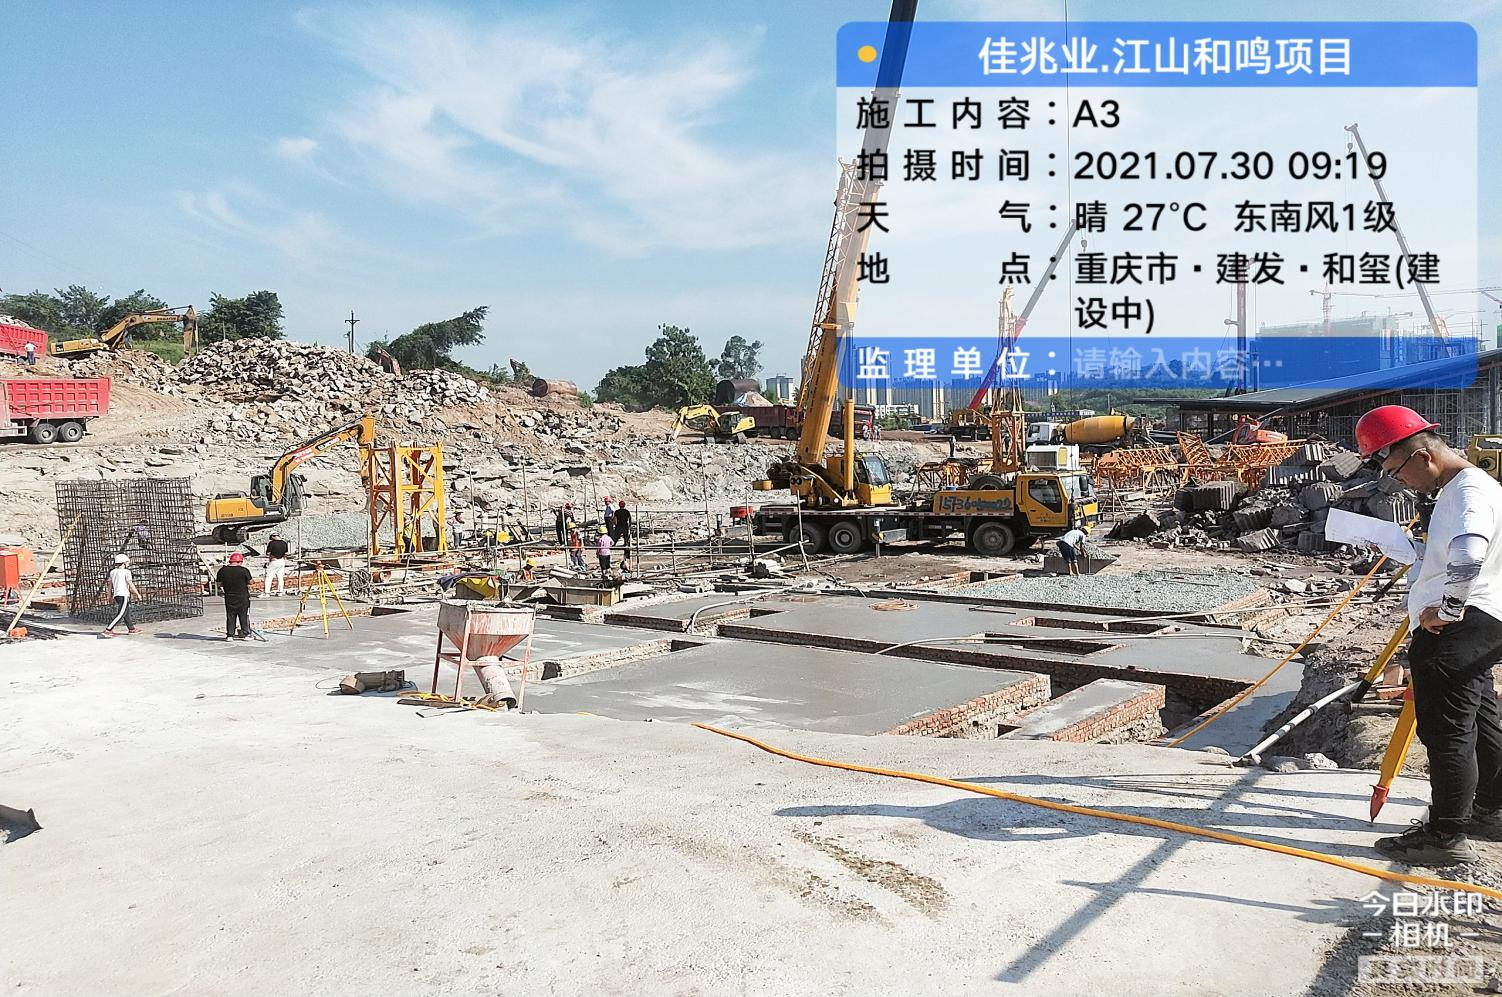 佳兆业.江山和鸣项目
施工内容：A3
拍摄时间：2021.07.30 09:19
天气：晴 27°C 东南风1级
地点：重庆市·建发·和玺(建
设中)
监理单位：请输入内容…
今日水印
相机